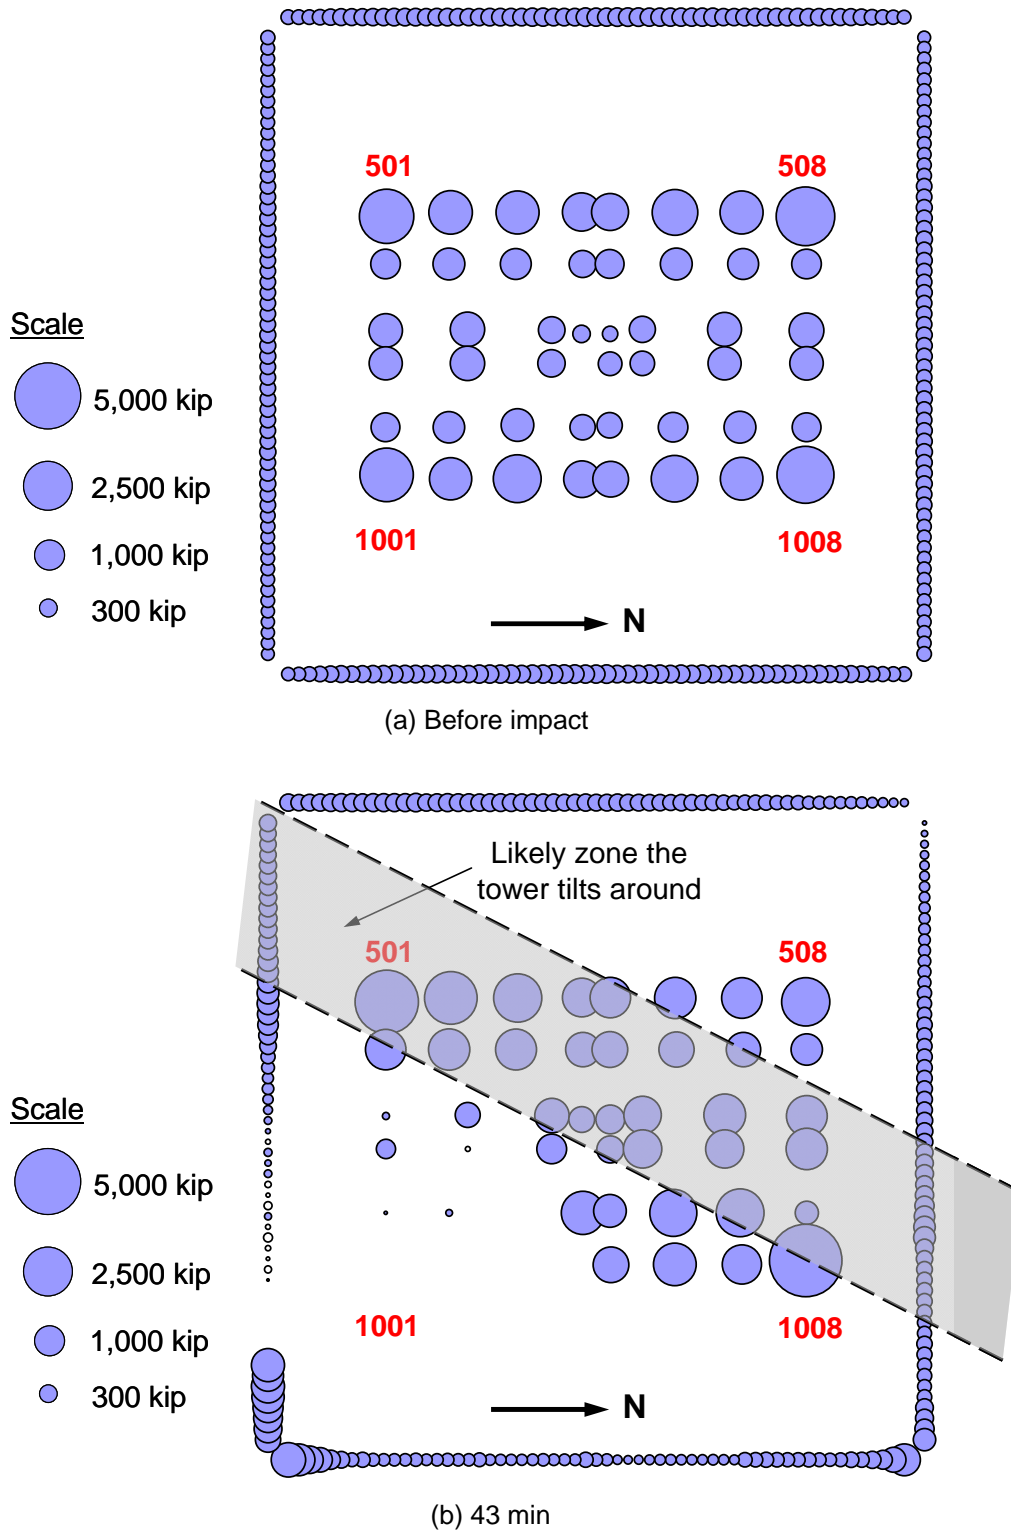 501
508
Scale
5,000 kip
2,500 kip
1,000 kip
300 kip
1001
1008
N
(a) Before impact
Likely zone the
tower tilts around
501
508
Scale
5,000 kip
2,500 kip
1,000 kip
300 kip
1001
1008
N
(b) 43 min